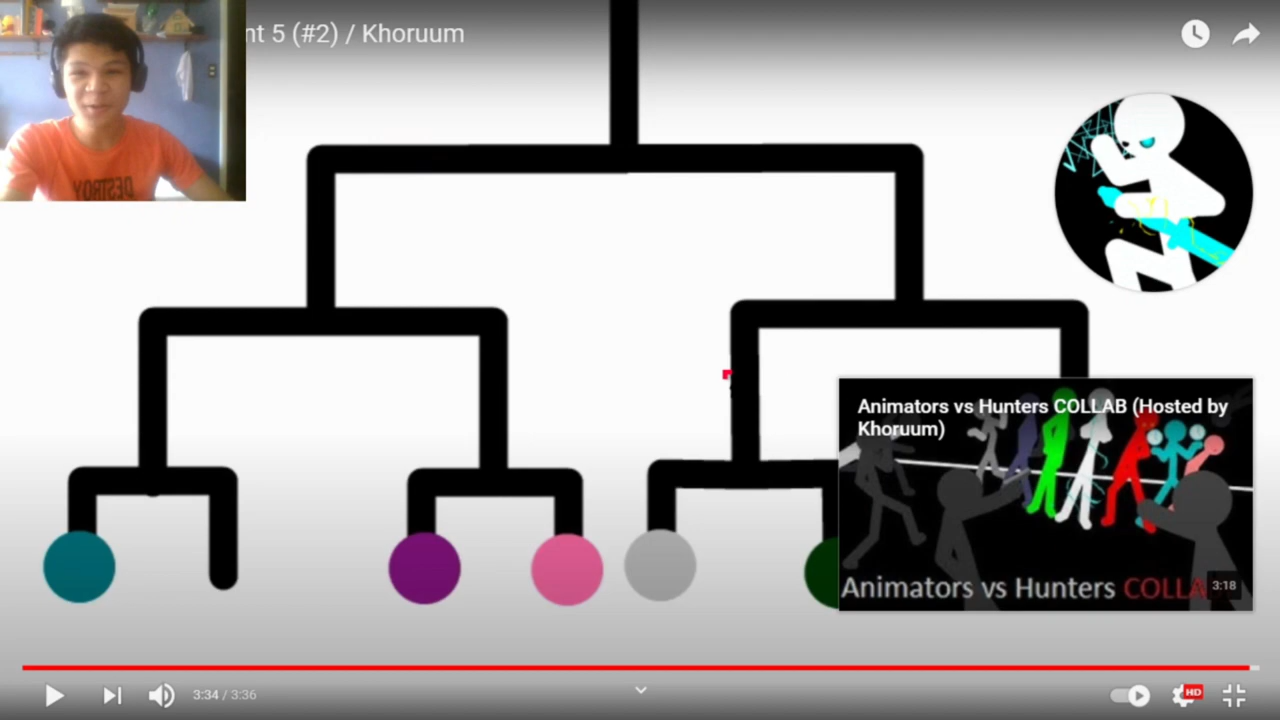 nt 5 (#2) / Khoruum
DESTROY
Animators vs Hunters COLLAB (Hosted by
Khoruum)
Animators vs Hunters COLLA
3:18
3:34 / 3:36
HD